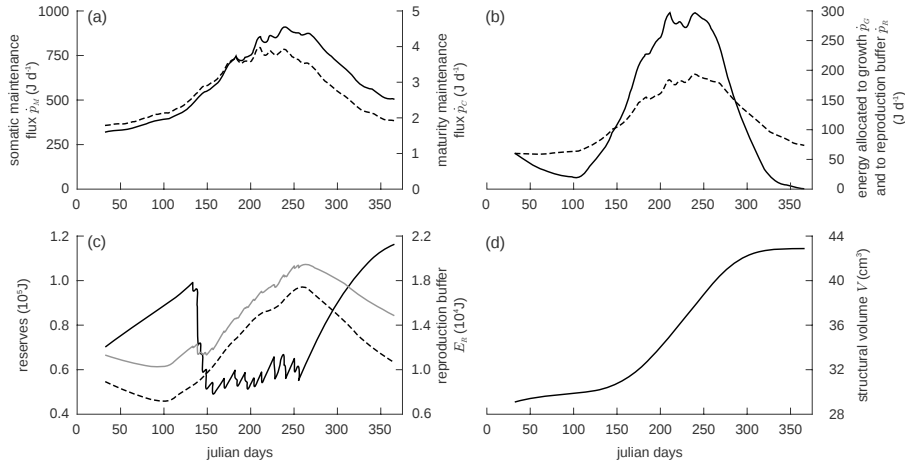 (a)
1000
750
500
250
0
5
4
3
2
1
0
0 50 100 150 200 250 300 350
somatic maintenance
flux ṗM (J d-1)
maturity maintenance
flux ṗC (J d-1)
(b)
300
250
200
150
100
50
0
0 50 100 150 200 250 300 350
energy allocated to growth ṗG
and to reproduction buffer ṗR
(J d-1)
(c)
1.2
1.0
0.8
0.6
0.4
2.2
1.8
1.4
1.0
0.6
0 50 100 150 200 250 300 350
reserves (10⁵J)
reproduction buffer
ER (10⁴J)
julian days
(d)
44
40
36
32
28
0 50 100 150 200 250 300 350
structural volume V (cm³)
julian days